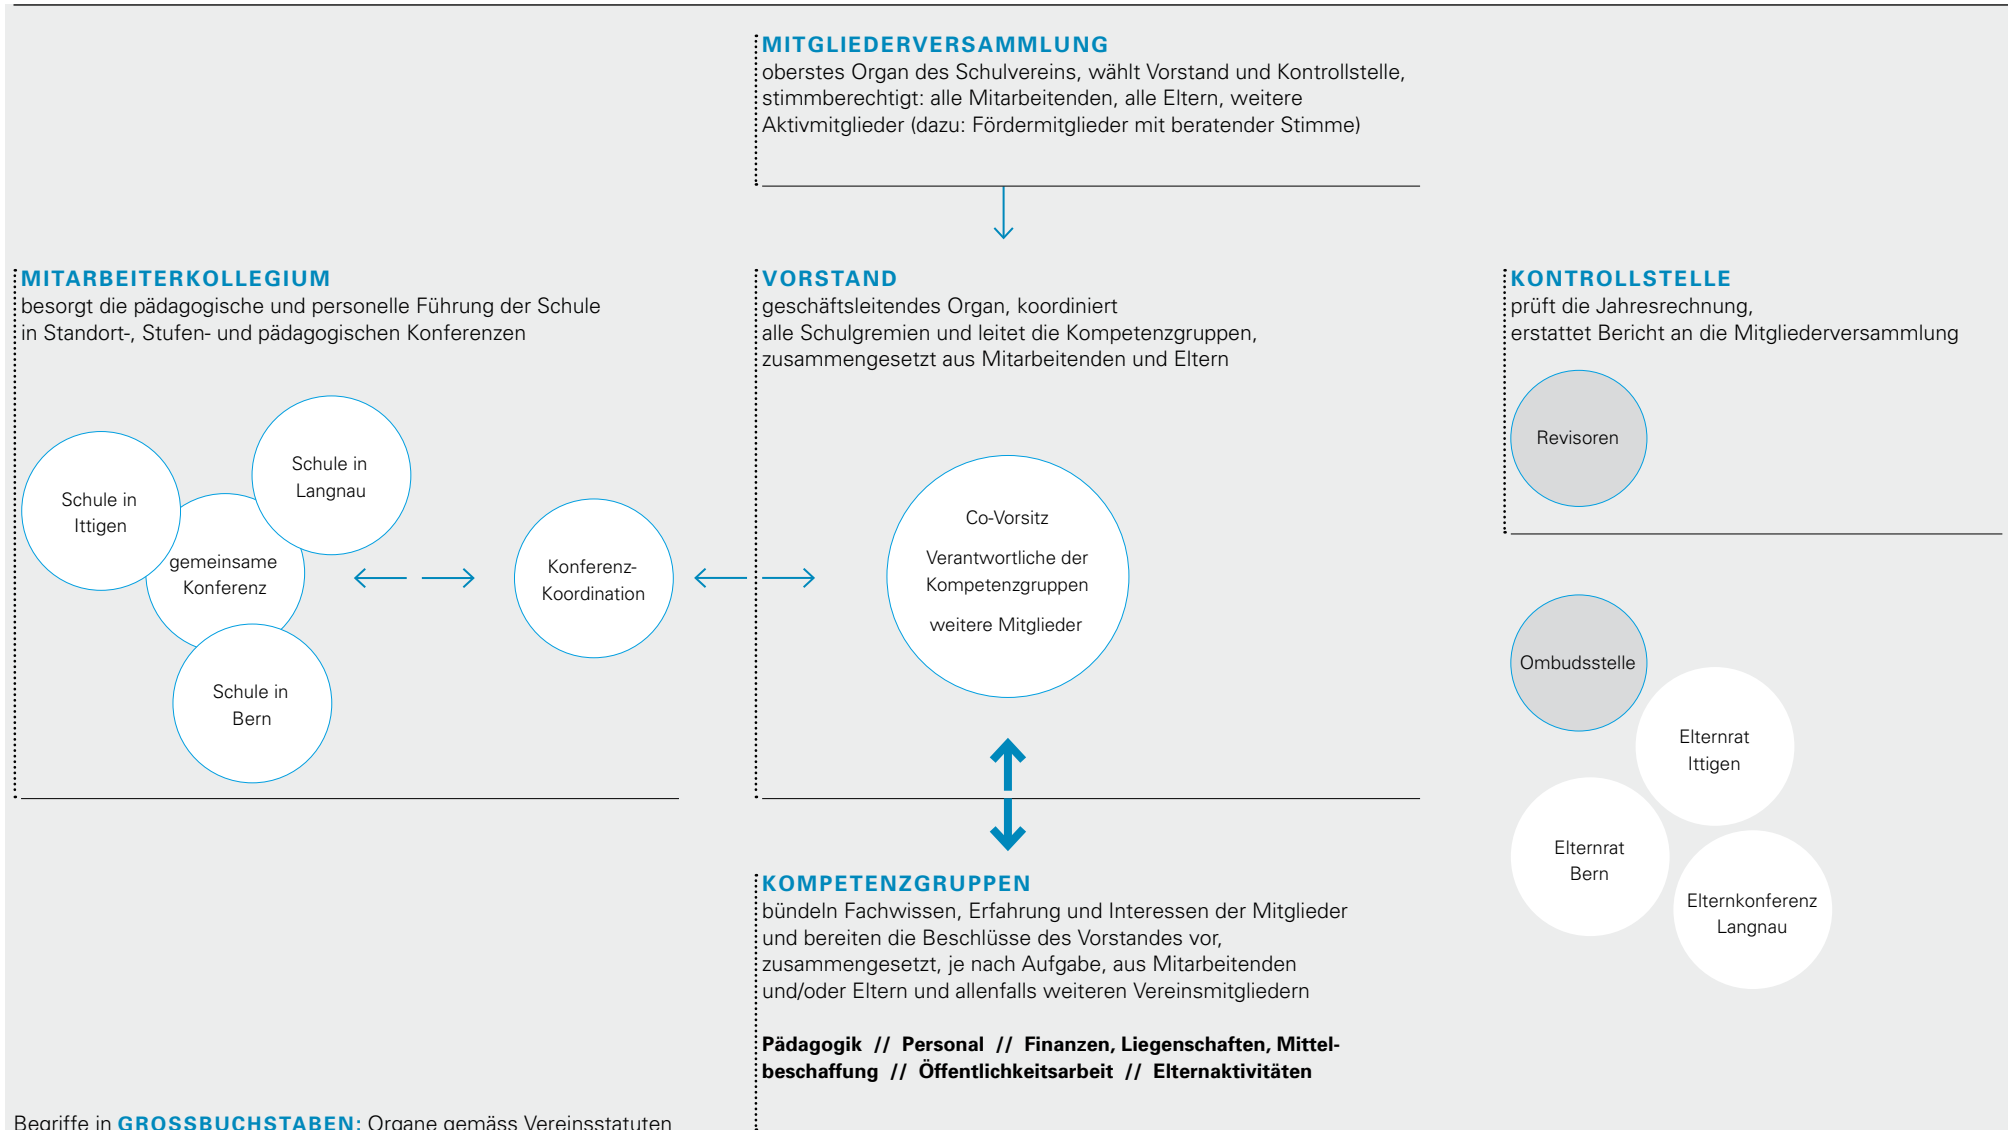 MITGLIEDERVERSAMMLUNG
oberstes Organ des Schulvereins, wählt Vorstand und Kontrollstelle,
stimmberechtigt: alle Mitarbeitenden, alle Eltern, weitere
Aktivmitglieder (dazu: Fördermitglieder mit beratender Stimme)
MITARBEITERKOLLEGIUM
besorgt die pädagogische und personelle Führung der Schule
in Standort-, Stufen- und pädagogischen Konferenzen
Schule in
Ittigen
Schule in
Langnau
gemeinsame
Konferenz
Schule in
Bern
Konferenz-
Koordination
VORSTAND
geschäftsleitendes Organ, koordiniert
alle Schulgremien und leitet die Kompetenzgruppen,
zusammengesetzt aus Mitarbeitenden und Eltern
Co-Vorsitz
Verantwortliche der
Kompetenzgruppen
weitere Mitglieder
KONTROLLSTELLE
prüft die Jahresrechnung,
erstattet Bericht an die Mitgliederversammlung
Revisoren
Ombudsstelle
Elternrat
Ittigen
Elternrat
Bern
Elternkonferenz
Langnau
KOMPETENZGRUPPEN
bündeln Fachwissen, Erfahrung und Interessen der Mitglieder
und bereiten die Beschlüsse des Vorstandes vor,
zusammengesetzt, je nach Aufgabe, aus Mitarbeitenden
und/oder Eltern und allenfalls weiteren Vereinsmitgliedern
Pädagogik // Personal // Finanzen, Liegenschaften, Mittel-
beschaffung // Öffentlichkeitsarbeit // Elternaktivitäten
Begriffe in GROSSBUCHSTABEN: Organe gemäss Vereinsstatuten